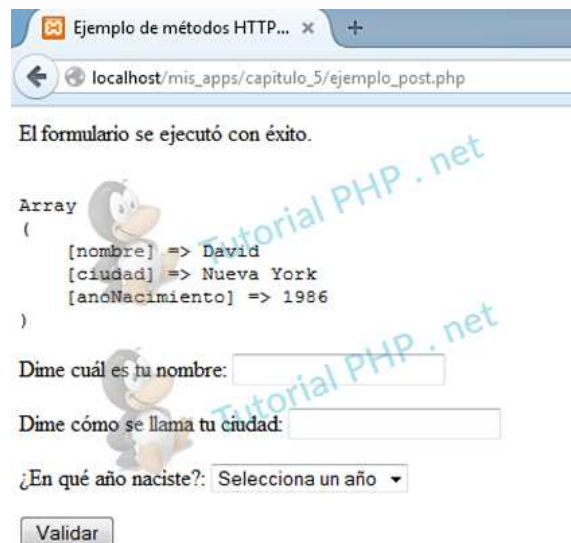 Ejemplo de métodos HTTP... × +
localhost/mis_apps/capitulo_5/ejemplo_post.php
El formulario se ejecutó con éxito.
Tutorial PHP . net
Array
(
[nombre] => David
[ciudad] => Nueva York
[anoNacimiento] => 1986
)
Tutorial PHP . net
Dime cuál es tu nombre:
Dime cómo se llama tu ciudad:
¿En qué año naciste?: Selecciona un año
Validar